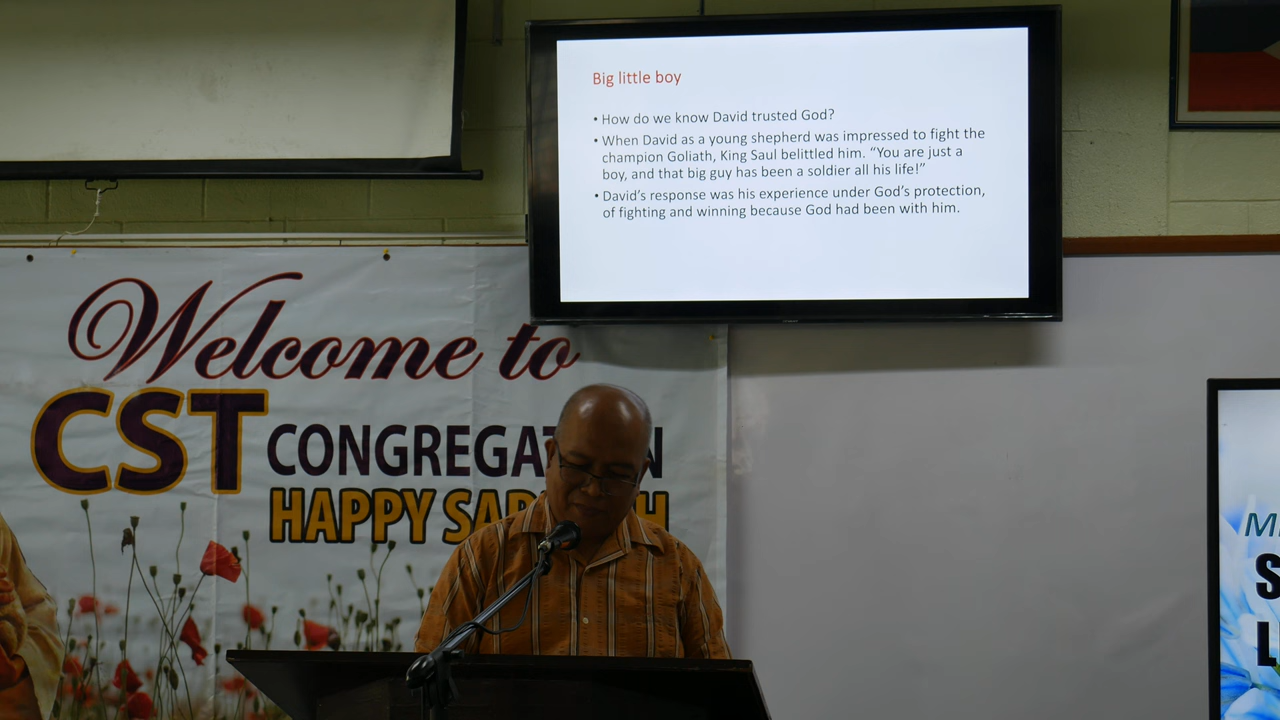 Big little boy
• How do we know David trusted God?
• When David as a young shepherd was impressed to fight the
champion Goliath, King Saul belittled him. “You are just a
boy, and that big guy has been a soldier all his life!”
• David’s response was his experience under God’s protection,
of fighting and winning because God had been with him.
Welcome to
CST
CONGREGAT N
HAPPY SAB H
M
S
L